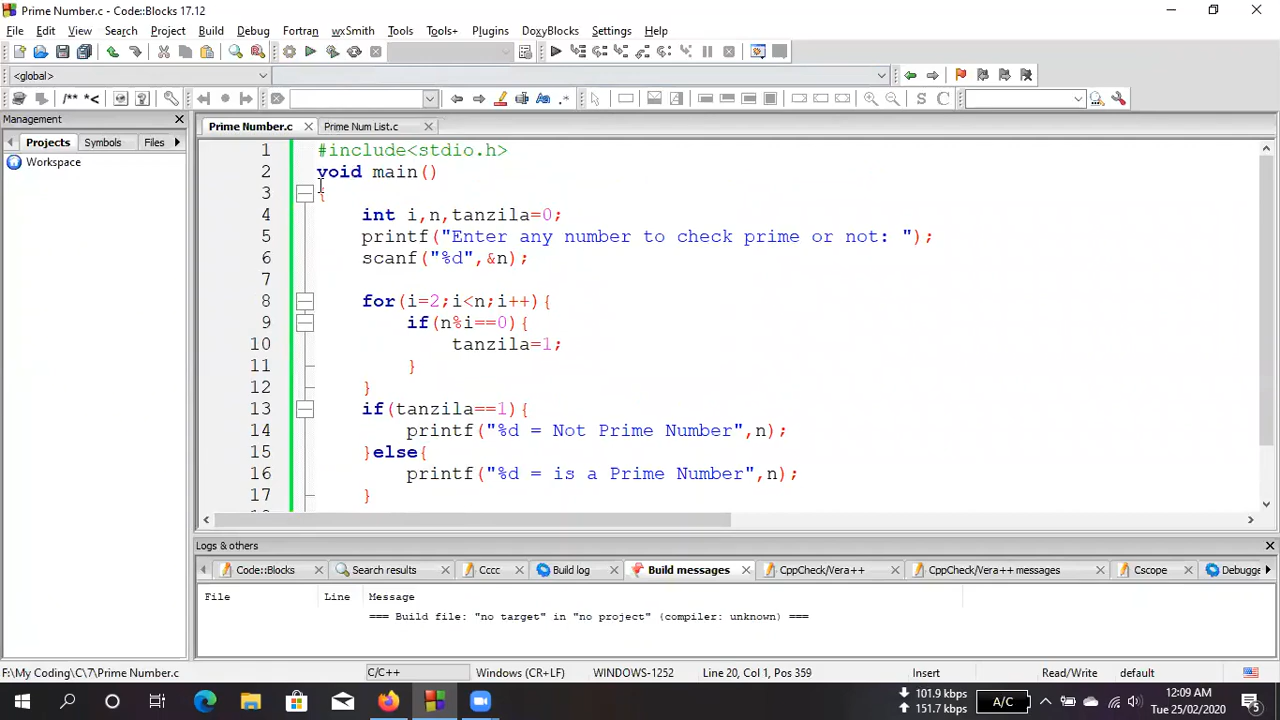 Prime Number.c - Code::Blocks 17.12
File Edit View Search Project Build Debug Fortran wxSmith Tools Tools+ Plugins DoxyBlocks Settings Help
<global>
/** *< .* S C
Management
Projects Symbols Files
Workspace
Prime Number.c Prime Num List.c
1 #include<stdio.h>
2 void main()
3 {
4 int i,n,tanzila=0;
5 printf("Enter any number to check prime or not: ");
6 scanf("%d",&n);
7
8 for(i=2;i<n;i++){
9 if(n%i==0){
10 tanzila=1;
11 }
12 }
13 if(tanzila==1){
14 printf("%d = Not Prime Number",n);
15 }else{
16 printf("%d = is a Prime Number",n);
17 }
Logs & others
Code::Blocks Search results Cccc Build log Build messages CppCheck/Vera++ CppCheck/Vera++ messages Cscope Debugge
File Line Message
=== Build file: "no target" in "no project" (compiler: unknown) ===
F:\My Coding\C\7\Prime Number.c C/C++ Windows (CR+LF) WINDOWS-1252 Line 20, Col 1, Pos 359 Insert Read/Write default
101.9 kbps
151.7 kbps
A/C
12:09 AM
Tue 25/02/2020
5